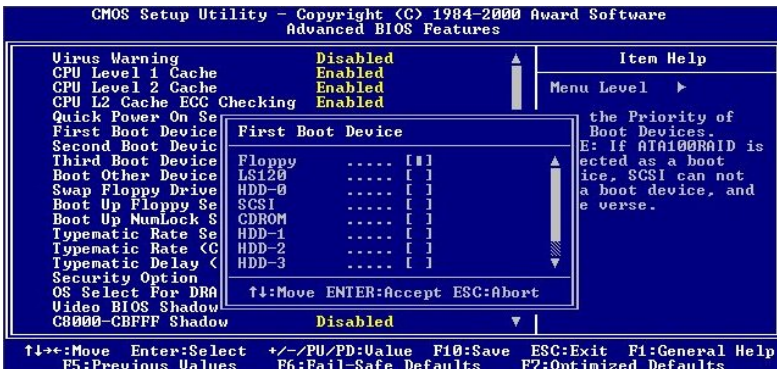 CMOS Setup Utility - Copyright (C) 1984-2000 Award Software
Advanced BIOS Features
Virus Warning Disabled
CPU Level 1 Cache Enabled
CPU Level 2 Cache Enabled
CPU L2 Cache ECC Checking Enabled
Quick Power On Se
First Boot Device
Second Boot Devic
Third Boot Device
Boot Other Device
Swap Floppy Drive
Boot Up Floppy Se
Boot Up NumLock S
Typematic Rate Se
Typematic Rate (C
Typematic Delay (
Security Option
OS Select For DRA
Video BIOS Shadow
C8000-CBFFF Shadow Disabled
First Boot Device
Floppy ..... [▮]
LS120 ..... [ ]
HDD-0 ..... [ ]
SCSI ..... [ ]
CDROM ..... [ ]
HDD-1 ..... [ ]
HDD-2 ..... [ ]
HDD-3 ..... [ ]
↑↓:Move ENTER:Accept ESC:Abort
Item Help
Menu Level ▶
the Priority of
Boot Devices.
E: If ATA100RAID is
ected as a boot
ice, SCSI can not
a boot device, and
e verse.
↑↓→←:Move Enter:Select +/-/PU/PD:Value F10:Save ESC:Exit F1:General Help
F5:Previous Values F6:Fail-Safe Defaults F7:Optimized Defaults